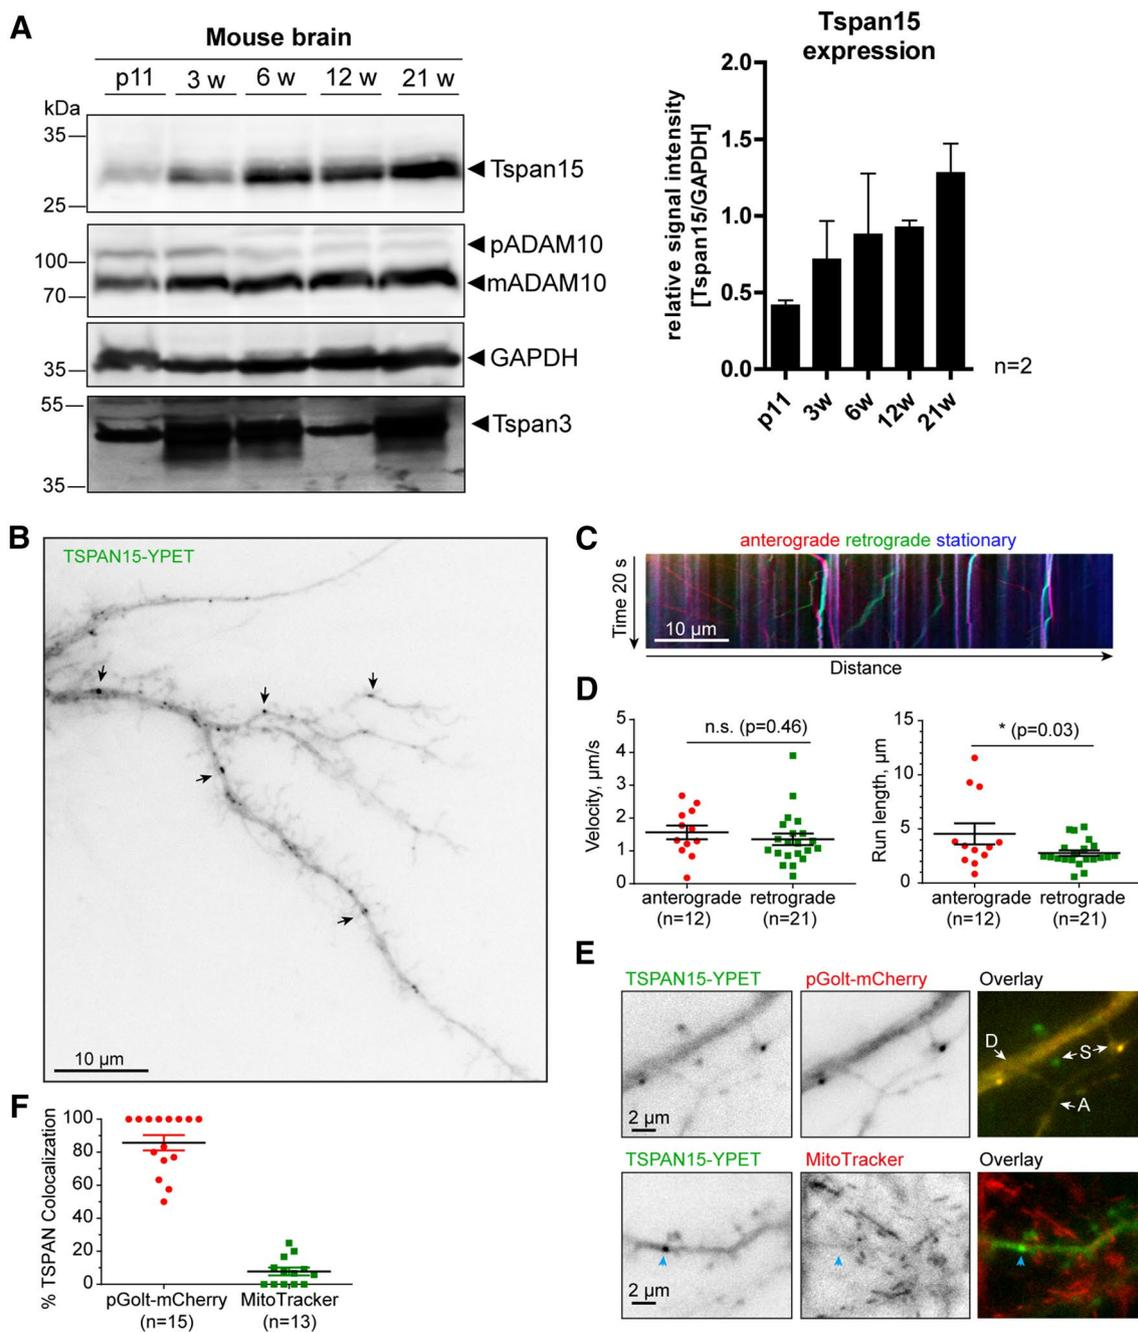 A
Mouse brain
p11 3 w 6 w 12 w 21 w
kDa
35
Tspan15
25
pADAM10
100
mADAM10
70
GAPDH
35
55
Tspan3
35
Tspan15
expression
relative signal intensity
[Tspan15/GAPDH]
2.0
1.5
1.0
0.5
0.0
p11 3w 6w 12w 21w
n=2
B
TSPAN15-YPET
10 µm
C
anterograde retrograde stationary
Time 20 s
10 µm
Distance
D
Velocity, µm/s
5
4
3
2
1
0
n.s. (p=0.46)
anterograde retrograde
(n=12) (n=21)
Run length, µm
15
10
5
0
* (p=0.03)
anterograde retrograde
(n=12) (n=21)
E
TSPAN15-YPET pGolt-mCherry Overlay
D
S
A
2 µm
TSPAN15-YPET MitoTracker Overlay
2 µm
F
% TSPAN Colocalization
100
80
60
40
20
0
pGolt-mCherry MitoTracker
(n=15) (n=13)